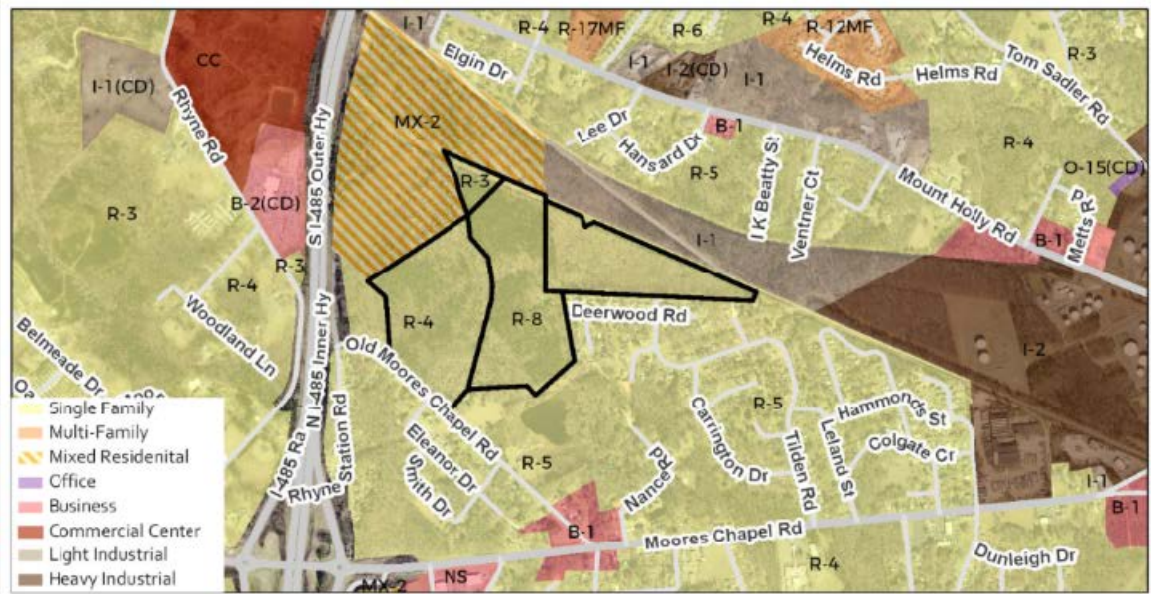 I-1
R-4
R-17MF
R-6
R-4
R-12MF
R-3
CC
Elgin Dr
I-1
I-2(CD)
I-1
Helms Rd
Helms Rd
Tom Sadler Rd
I-1(CD)
Rhyne Rd
S I-485 Outer Hy
MX-2
Lee Dr
B-1
Hansard Dr
I K Beatty St
R-4
O-15(CD)
R-3
R-5
Ventner Ct
Mount Holly Rd
Metts Rd
Rd
R-3
B-2(CD)
I-1
B-1
R-3
R-4
Woodland Ln
N I-485 Inner Hy
R-4
R-8
Deerwood Rd
I-2
Belmeade Dr
Old Moores Chapel Rd
Single Family
Multi-Family
Mixed Residenital
Office
Business
Commercial Center
Light Industrial
Heavy Industrial
I-485 Ra
Rhyne Station Rd
Eleanor Dr
Smith Dr
R-5
Nance Rd
Carrington Dr
R-5
Tilden Rd
Leland St
Hammonds St
Colgate Cr
I-1
B-1
B-1
Moores Chapel Rd
R-4
Dunleigh Dr
MX-2
NS